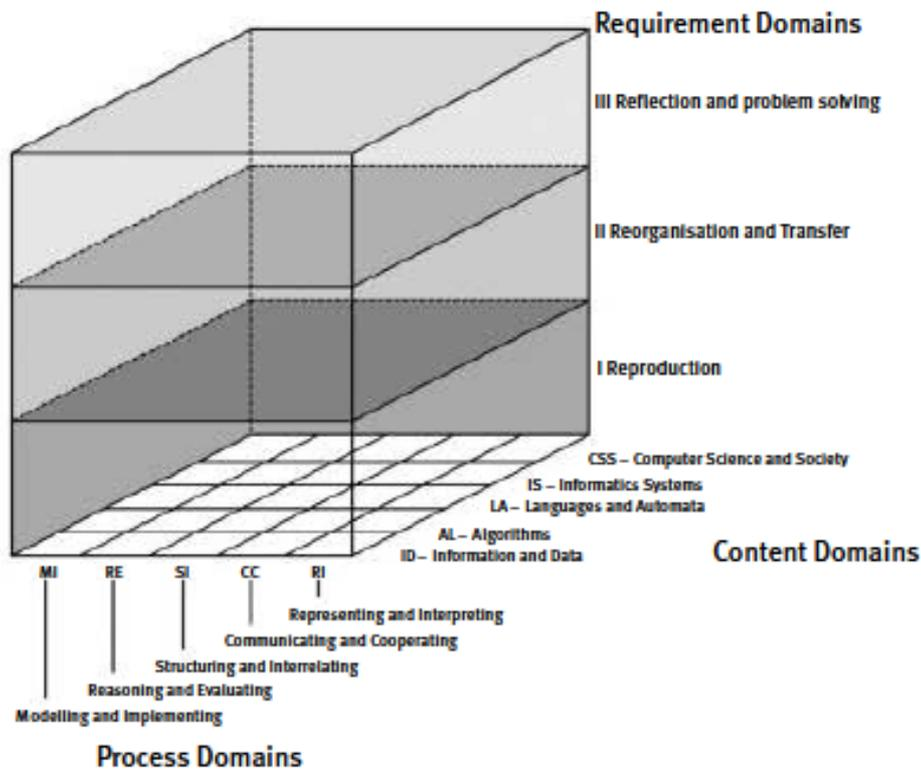 Requirement Domains
III Reflection and problem solving
II Reorganisation and Transfer
I Reproduction
CSS – Computer Science and Society
IS – Informatics Systems
LA – Languages and Automata
AL – Algorithms
ID – Information and Data
Content Domains
MI RE SI CC RI
Representing and Interpreting
Communicating and Cooperating
Structuring and Interrelating
Reasoning and Evaluating
Modelling and Implementing
Process Domains